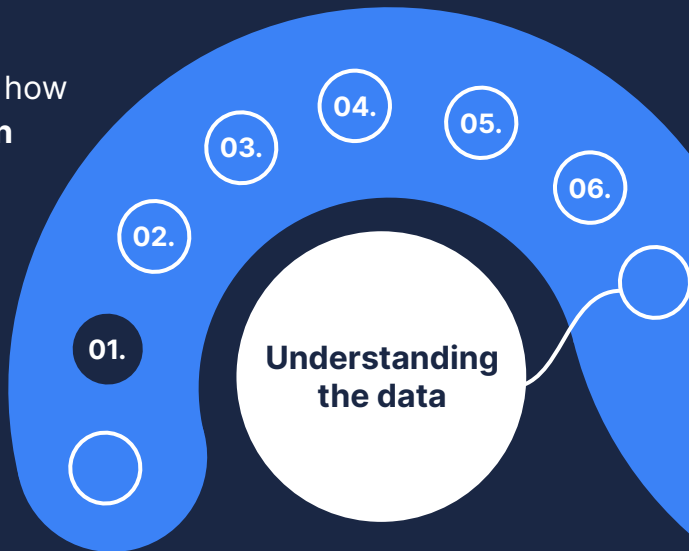 how
01.
02.
03.
04.
05.
06.
Understanding
the data